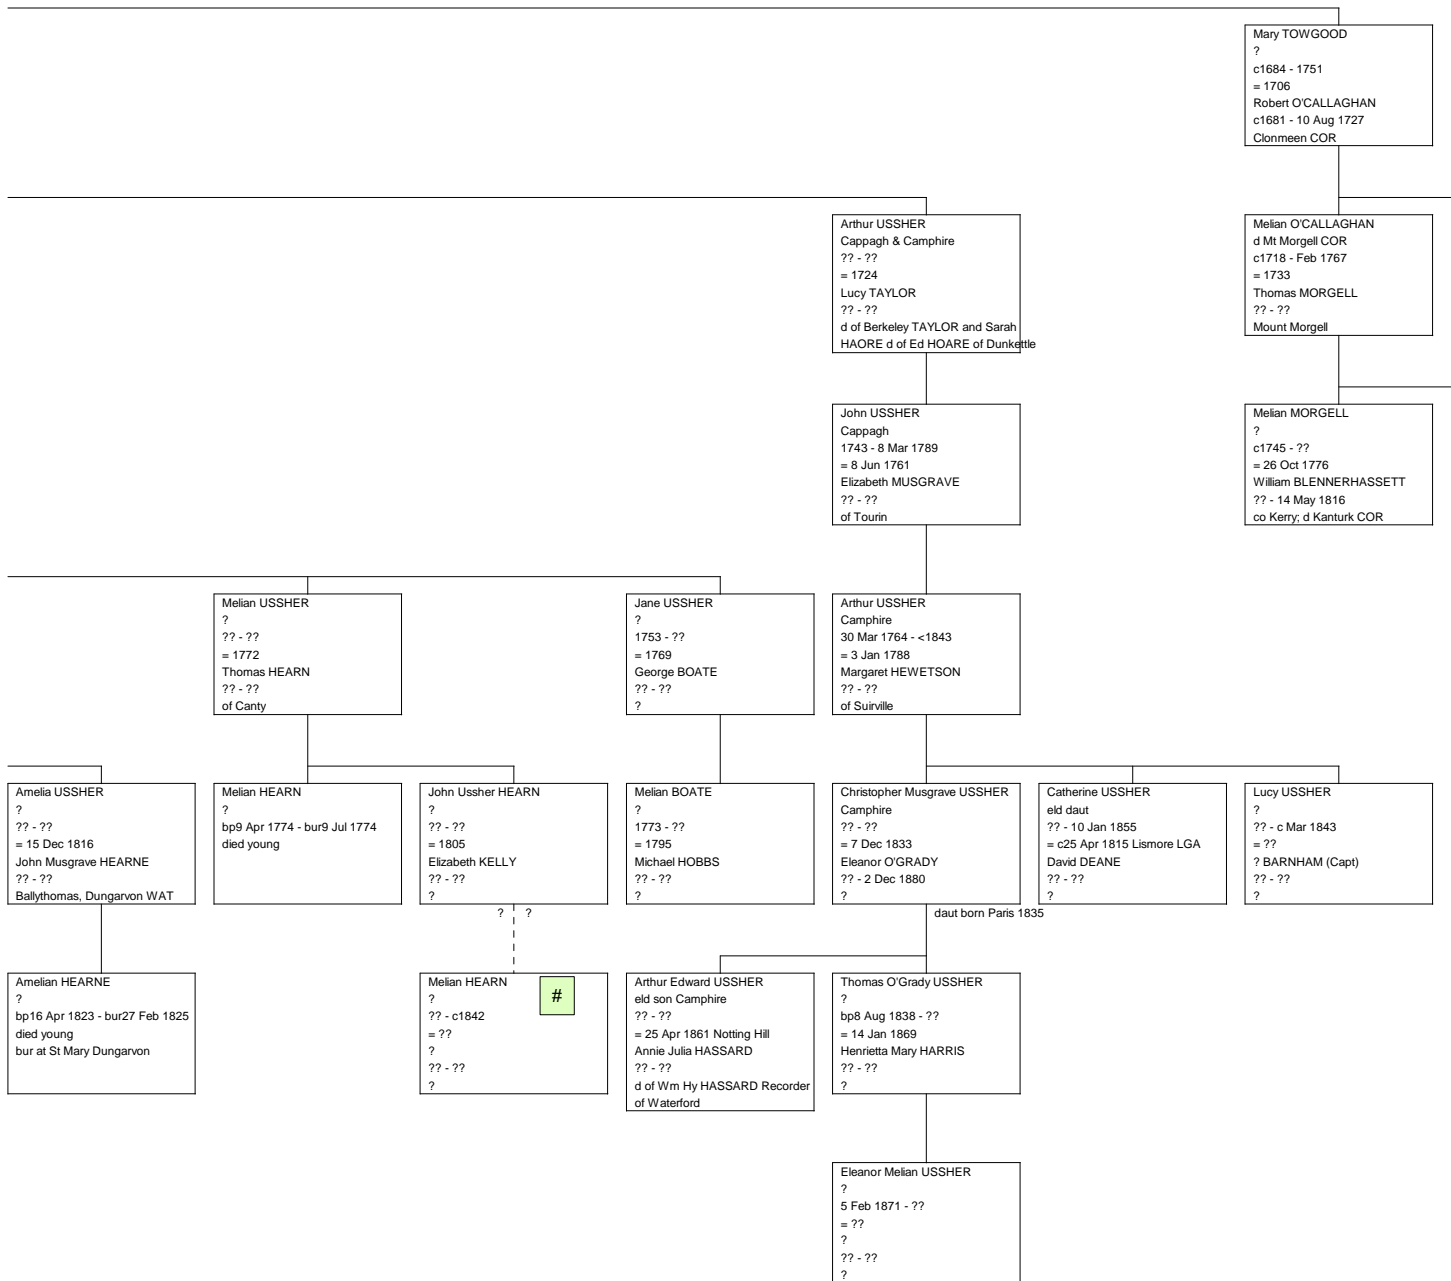 Mary TOWGOOD
?
c1684 - 1751
= 1706
Robert O'CALLAGHAN
c1681 - 10 Aug 1727
Clonmeen COR
Arthur USSHER
Cappagh & Camphire
?? - ??
= 1724
Lucy TAYLOR
?? - ??
d of Berkeley TAYLOR and Sarah
HAORE d of Ed HOARE of Dunkettle
Melian O'CALLAGHAN
d Mt Morgell COR
c1718 - Feb 1767
= 1733
Thomas MORGELL
?? - ??
Mount Morgell
John USSHER
Cappagh
1743 - 8 Mar 1789
= 8 Jun 1761
Elizabeth MUSGRAVE
?? - ??
of Tourin
Melian MORGELL
?
c1745 - ??
= 26 Oct 1776
William BLENNERHASSETT
?? - 14 May 1816
co Kerry; d Kanturk COR
Melian USSHER
?
?? - ??
= 1772
Thomas HEARN
?? - ??
of Canty
Jane USSHER
?
1753 - ??
= 1769
George BOATE
?? - ??
?
Arthur USSHER
Camphire
30 Mar 1764 - <1843
= 3 Jan 1788
Margaret HEWETSON
?? - ??
of Suirville
Amelia USSHER
?
?? - ??
= 15 Dec 1816
John Musgrave HEARNE
?? - ??
Ballythomas, Dungarvon WAT
Melian HEARN
?
bp9 Apr 1774 - bur9 Jul 1774
died young
John Ussher HEARN
?
?? - ??
= 1805
Elizabeth KELLY
?? - ??
?
Melian BOATE
?
1773 - ??
= 1795
Michael HOBBS
?? - ??
?
Christopher Musgrave USSHER
Camphire
?? - ??
= 7 Dec 1833
Eleanor O'GRADY
?? - 2 Dec 1880
?
Catherine USSHER
eld daut
?? - 10 Jan 1855
= c25 Apr 1815 Lismore LGA
David DEANE
?? - ??
?
Lucy USSHER
?
?? - c Mar 1843
= ??
? BARNHAM (Capt)
?? - ??
?
? ?
daut born Paris 1835
Amelian HEARNE
?
bp16 Apr 1823 - bur27 Feb 1825
died young
bur at St Mary Dungarvon
Melian HEARN
?
?? - c1842
= ??
?
?? - ??
?
#
Arthur Edward USSHER
eld son Camphire
?? - ??
= 25 Apr 1861 Notting Hill
Annie Julia HASSARD
?? - ??
d of Wm Hy HASSARD Recorder
of Waterford
Thomas O'Grady USSHER
?
bp8 Aug 1838 - ??
= 14 Jan 1869
Henrietta Mary HARRIS
?? - ??
?
Eleanor Melian USSHER
?
5 Feb 1871 - ??
= ??
?
?? - ??
?